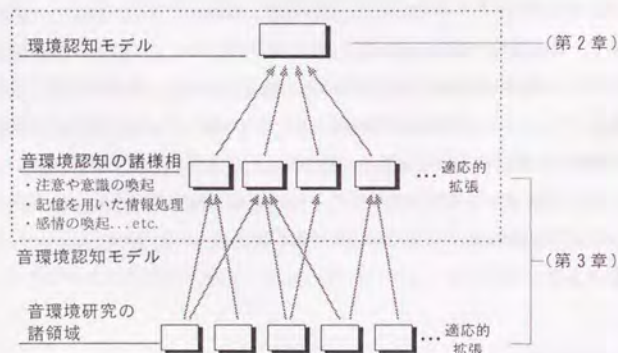 環境認知モデル
(第2章)
音環境認知の諸様相
・注意や意識の喚起
・記憶を用いた情報処理
・感情の喚起...etc.
...適応的
拡張
音環境認知モデル
(第3章)
音環境研究の
諸領域
...適応的
拡張